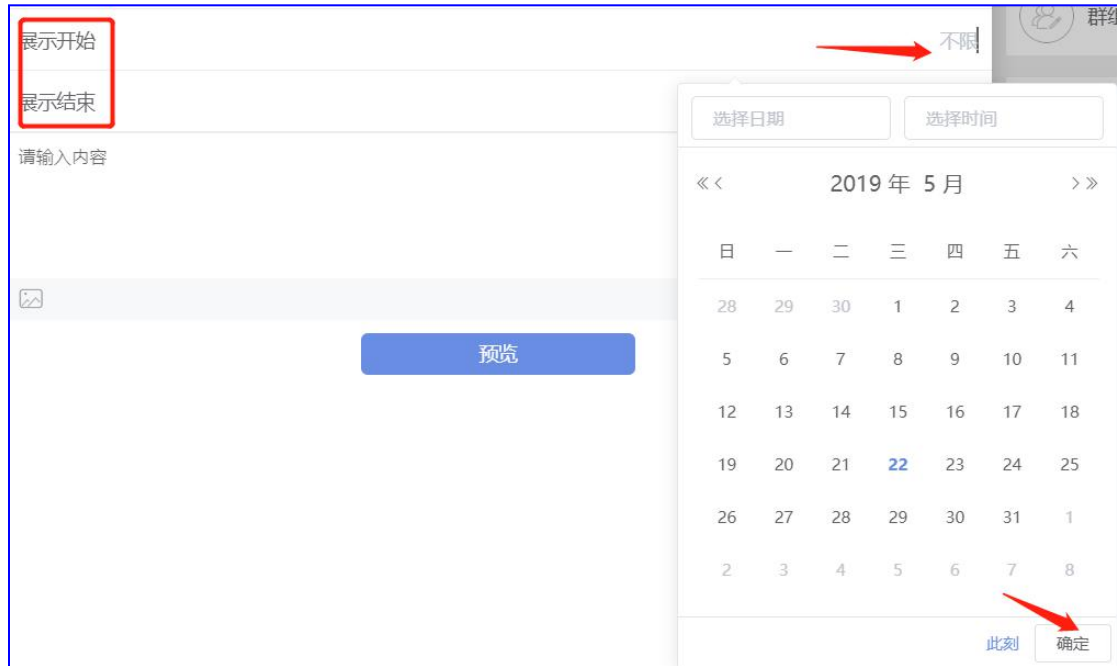 展示开始 不限
群组
展示结束
选择日期 选择时间
请输入内容
« < 2019 年 5 月 > »
日 一 二 三 四 五 六
28 29 30 1 2 3 4
预览
5 6 7 8 9 10 11
12 13 14 15 16 17 18
19 20 21 22 23 24 25
26 27 28 29 30 31 1
2 3 4 5 6 7 8
此刻 确定